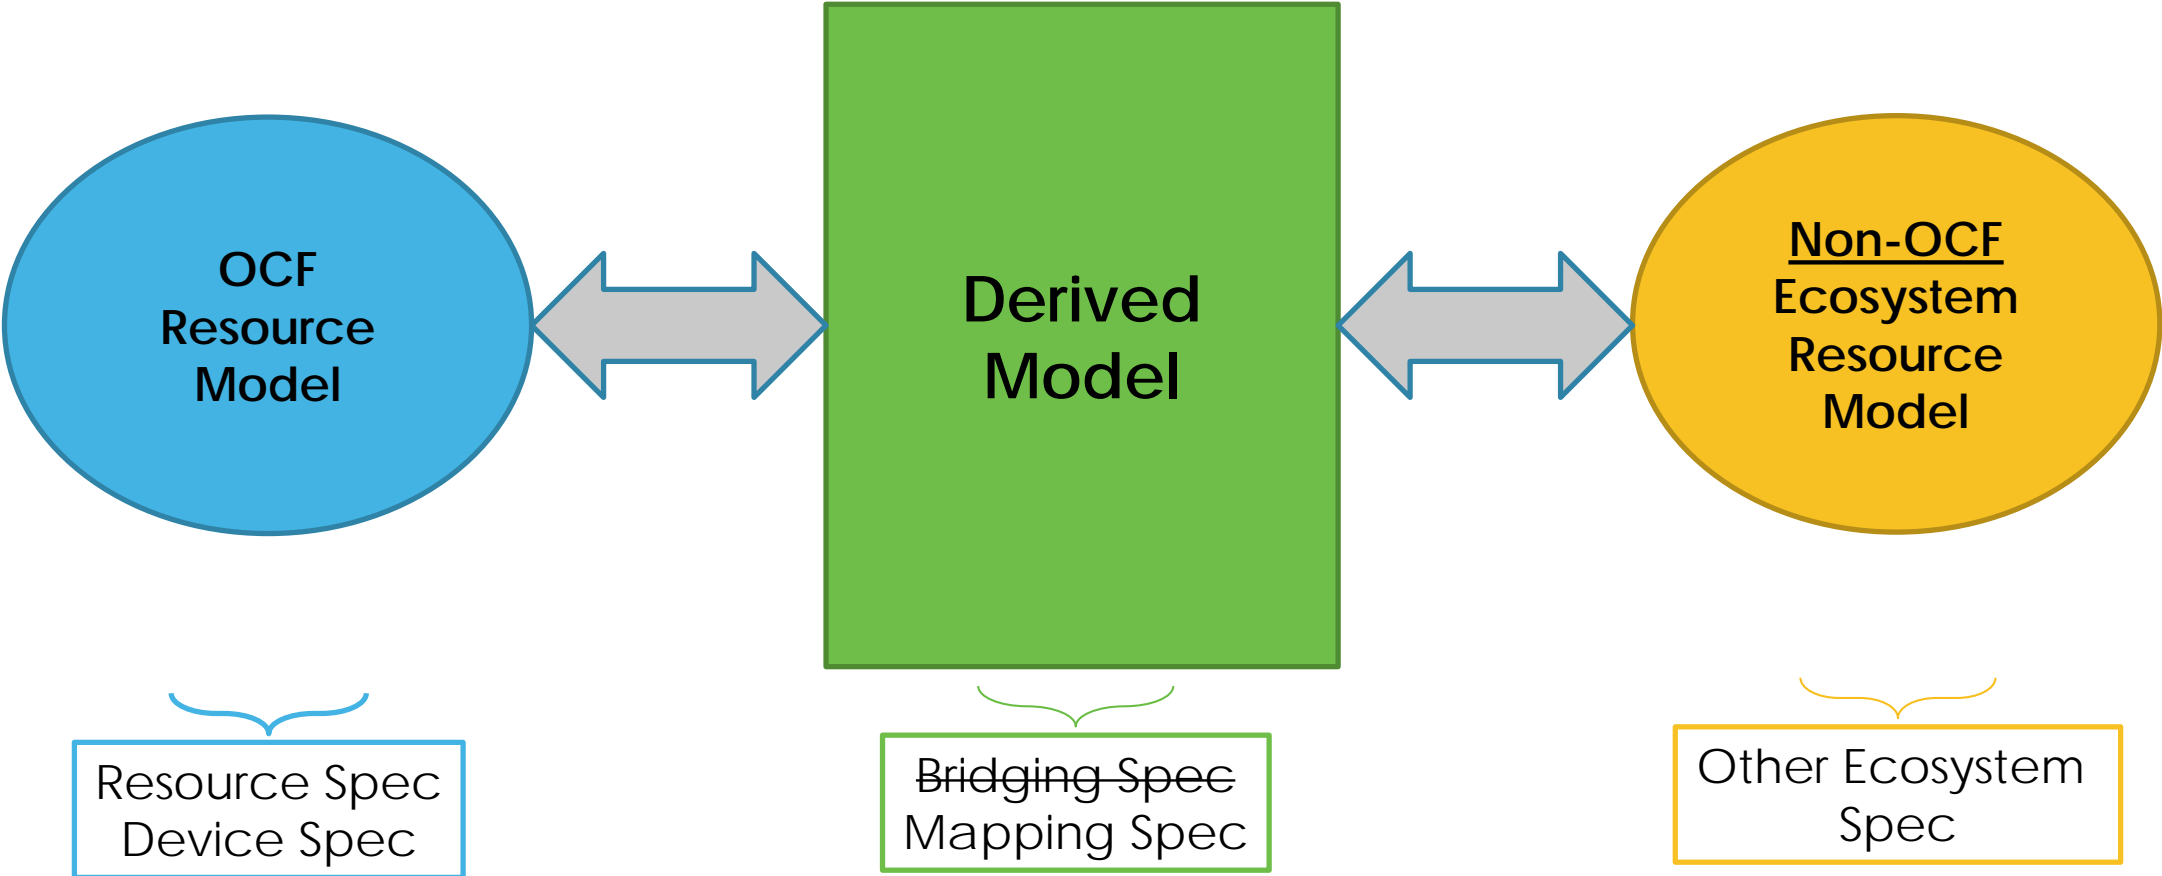 OCF
Resource
Model
Derived
Model
Non-OCF
Ecosystem
Resource
Model
Resource Spec
Device Spec
Bridging Spec
Mapping Spec
Other Ecosystem
Spec